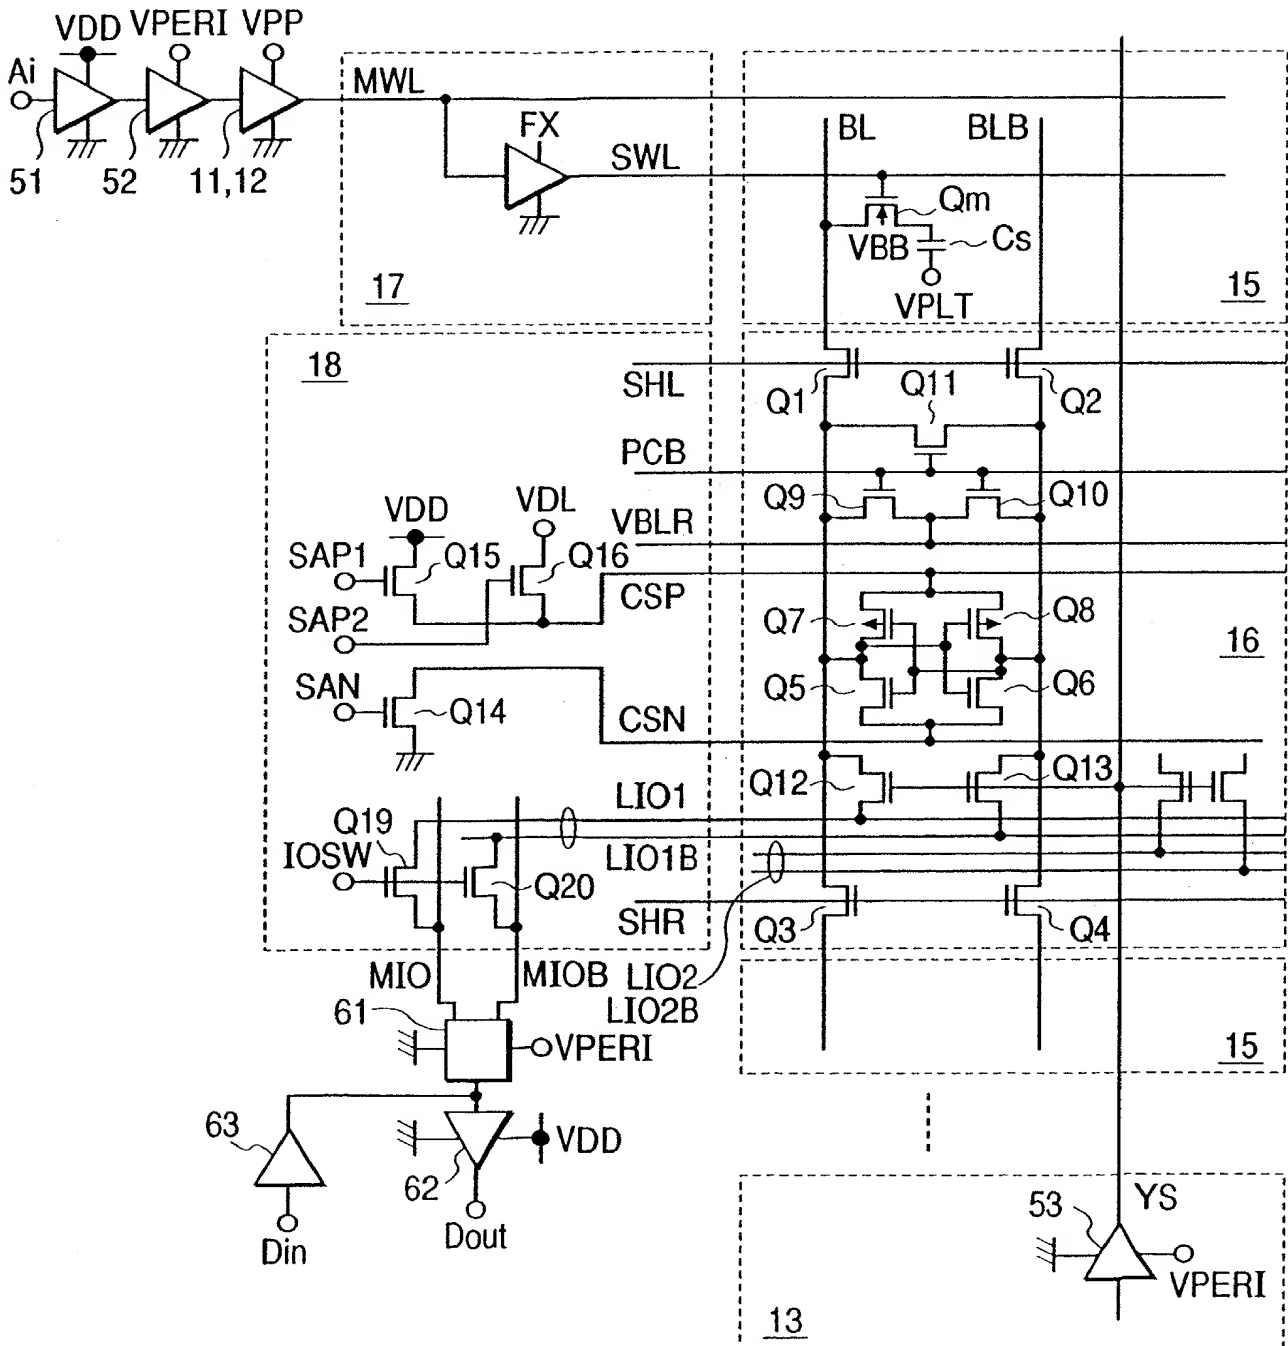 VDD VPERI VPP
Ai
MWL
51 52 11,12
FX
SWL
17
BL BLB
Qm
VBB Cs
VPLT
15
18
SHL
Q1 Q11 Q2
PCB
Q9 Q10
VDD VDL
VBLR
SAP1 Q15 Q16
CSP
SAP2
Q7 Q8
16
SAN
Q14
Q5 Q6
CSN
Q12 Q13
LIO1
Q19
IOSW
LIO1B
Q20
SHR
Q3 Q4
MIO MIOB LIO2
LIO2B
61
VPERI
15
63
VDD
62
Din
Dout
53 YS
VPERI
13